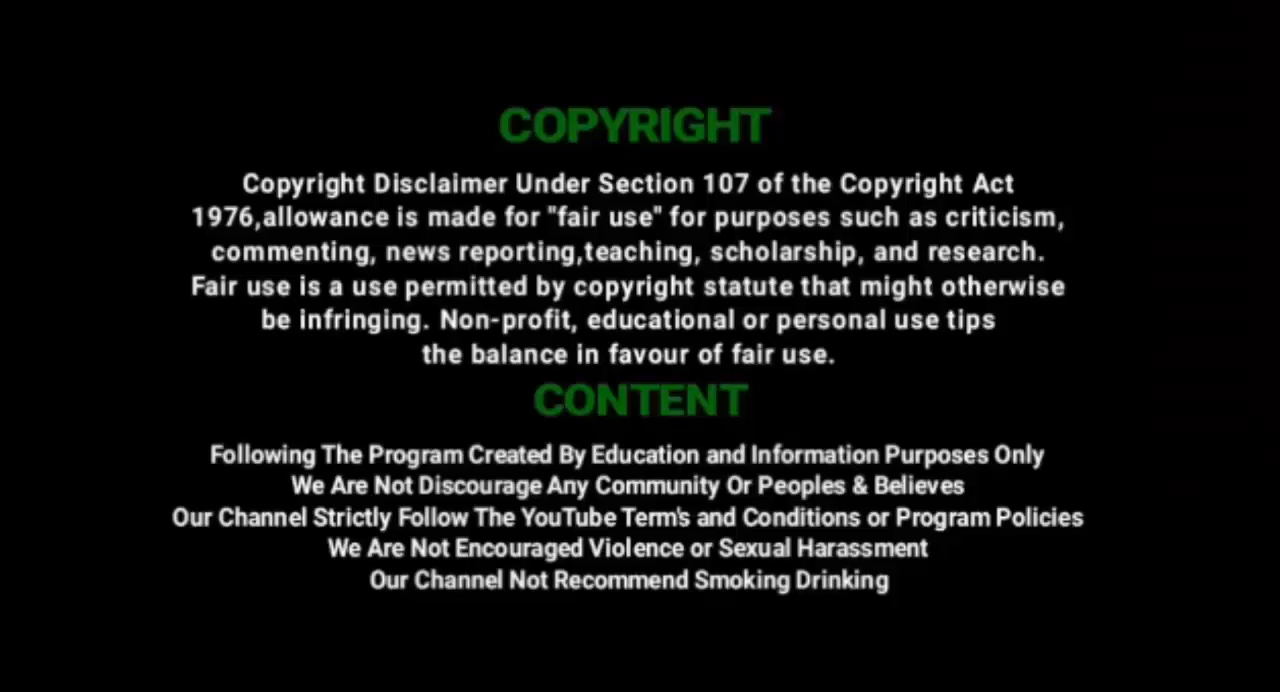 COPYRIGHT
Copyright Disclaimer Under Section 107 of the Copyright Act
1976,allowance is made for "fair use" for purposes such as criticism,
commenting, news reporting,teaching, scholarship, and research.
Fair use is a use permitted by copyright statute that might otherwise
be infringing. Non-profit, educational or personal use tips
the balance in favour of fair use.
CONTENT
Following The Program Created By Education and Information Purposes Only
We Are Not Discourage Any Community Or Peoples & Believes
Our Channel Strictly Follow The YouTube Term's and Conditions or Program Policies
We Are Not Encouraged Violence or Sexual Harassment
Our Channel Not Recommend Smoking Drinking